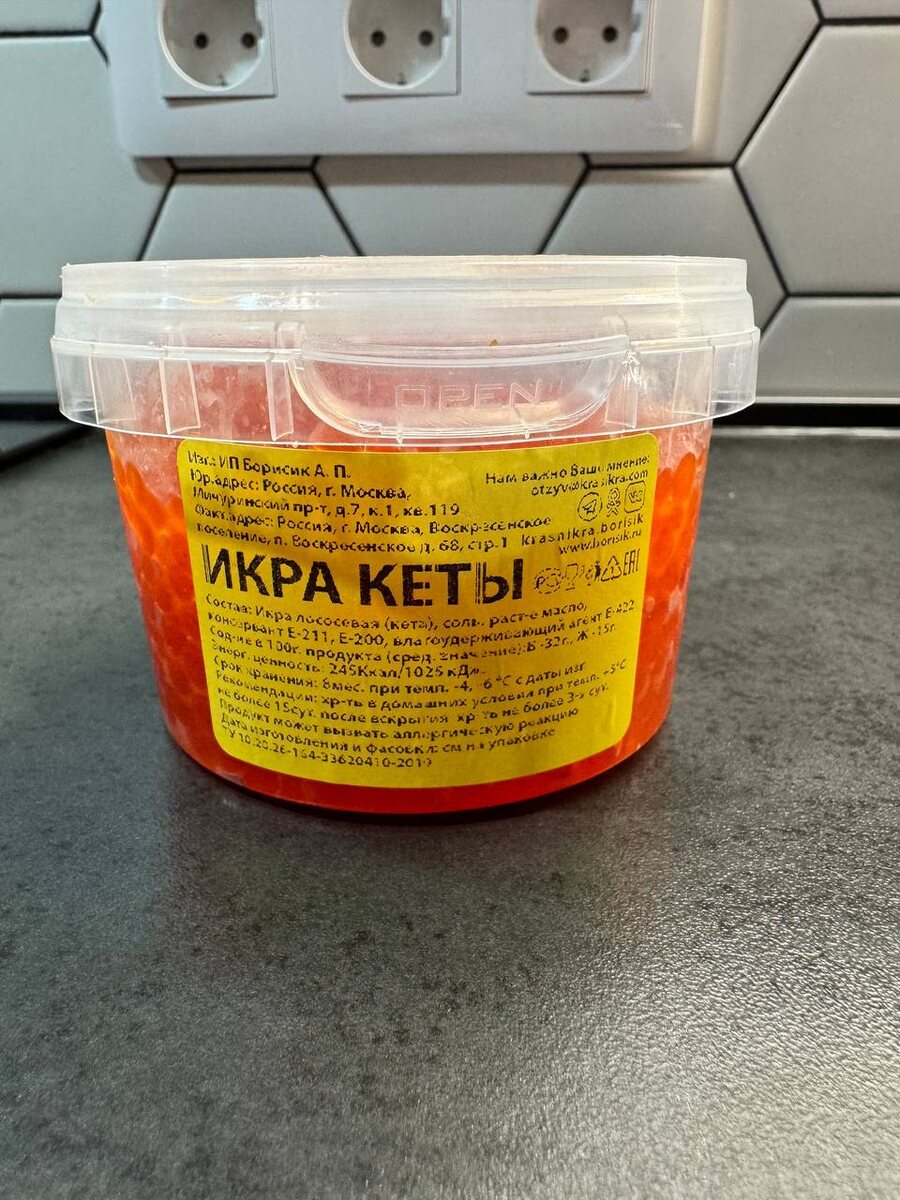 OPEN
Изг.: ИП Борисик А. П.
Юр.адрес: Россия, г. Москва,
Мичуринский пр-т, д.7, к.1, кв.119
Факт.адрес: Россия, г. Москва, Воскресенское
поселение, п. Воскресенское д. 68, стр.1
Нам важно Ваше мнение:
otzyv@krasikra.com
krasnikra.borisik
www.borisik.ru
ИКРА КЕТЫ
EAC
Состав: Икра лососевая (кета), соль, раст-е масло,
консервант Е-211, Е-200, влагоудерживающий агент Е-422
Сод-ие в 100г. продукта (сред. значение): Б -32г., Ж -15г.
Энерг. ценность: 245Ккал/1025 кДж.
Срок хранения: 8мес. при темп. -4, -6 °С с даты изг.
Рекомендации: хр-ть в домашних условиях при темп. +5°С
не более 15сут. после вскрытия хр-ть не более 3-х сут.
Продукт может вызвать аллергическую реакцию
Дата изготовления и фасовки: см на упаковке
ТУ 10.20.26-164-33620410-2019